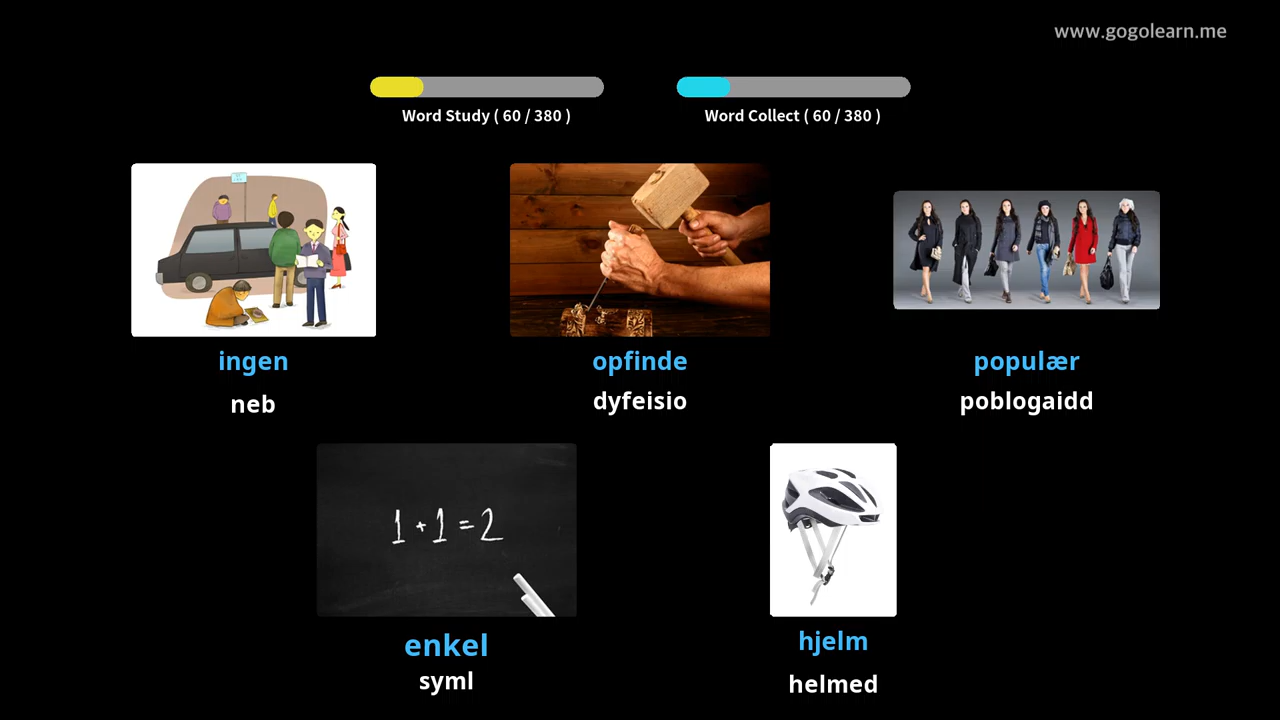 www.gogolearn.me
Word Study ( 60 / 380 )
Word Collect ( 60 / 380 )
ingen
neb
opfinde
dyfeisio
populær
poblogaidd
1 + 1 = 2
enkel
syml
hjelm
helmed